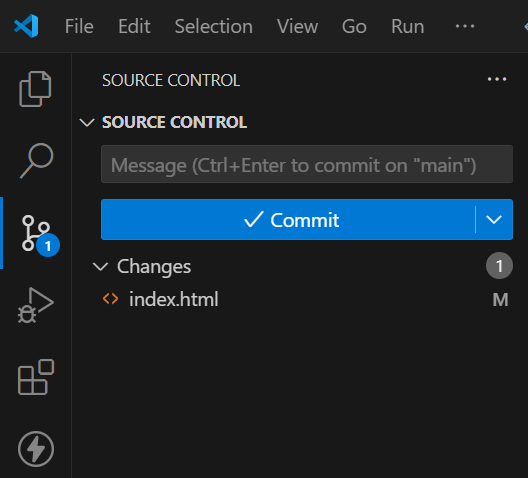 File Edit Selection View Go Run ···
SOURCE CONTROL ···
SOURCE CONTROL
Message (Ctrl+Enter to commit on "main")
Commit
1
Changes 1
index.html M